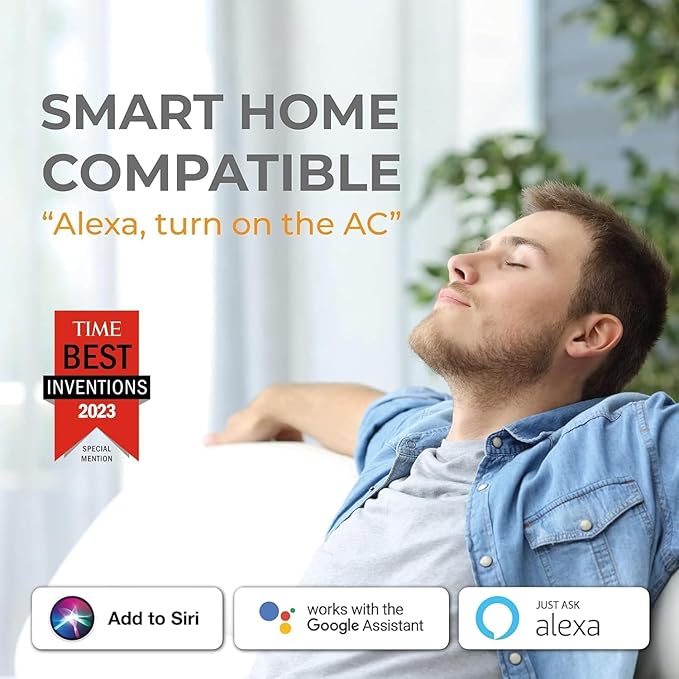 SMART HOME
COMPATIBLE
“Alexa, turn on the AC”
TIME
BEST
INVENTIONS
2023
SPECIAL
MENTION
Add to Siri
works with the
Google Assistant
JUST ASK
alexa